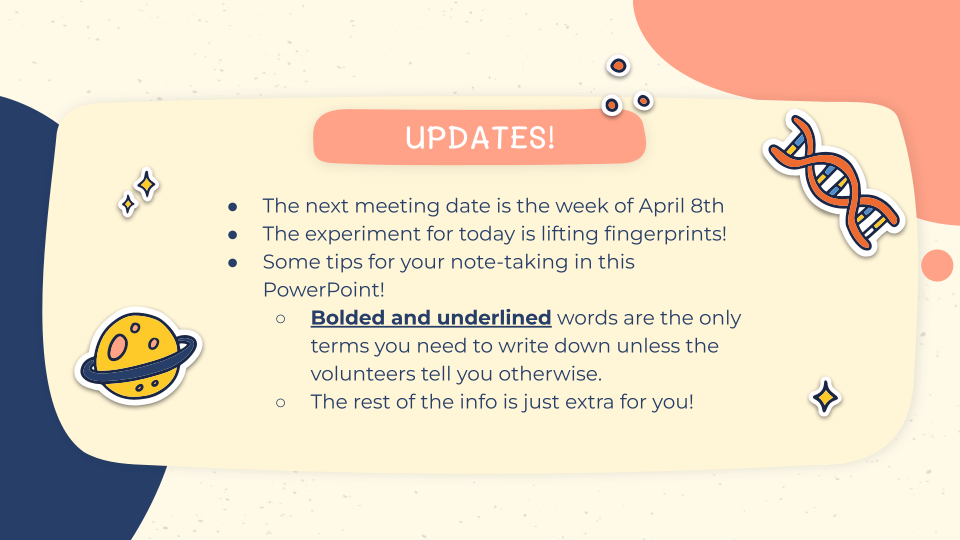 UPDATES!
● The next meeting date is the week of April 8th
● The experiment for today is lifting fingerprints!
● Some tips for your note-taking in this
PowerPoint!
○ Bolded and underlined words are the only
terms you need to write down unless the
volunteers tell you otherwise.
○ The rest of the info is just extra for you!